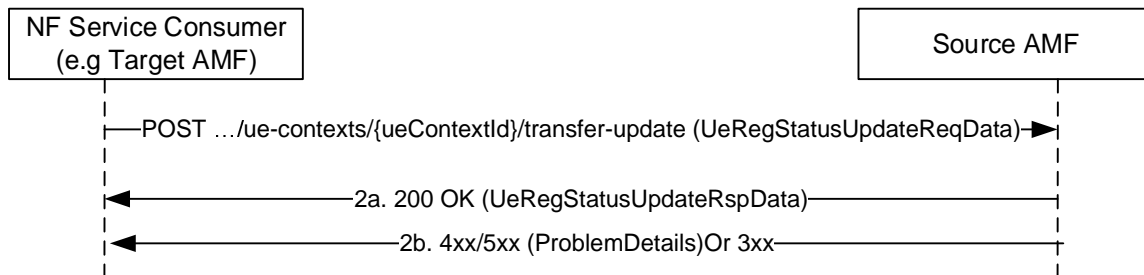 NF Service Consumer
(e.g Target AMF)
Source AMF
POST …/ue-contexts/{ueContextId}/transfer-update (UeRegStatusUpdateReqData)
2a. 200 OK (UeRegStatusUpdateRspData)
2b. 4xx/5xx (ProblemDetails)Or 3xx